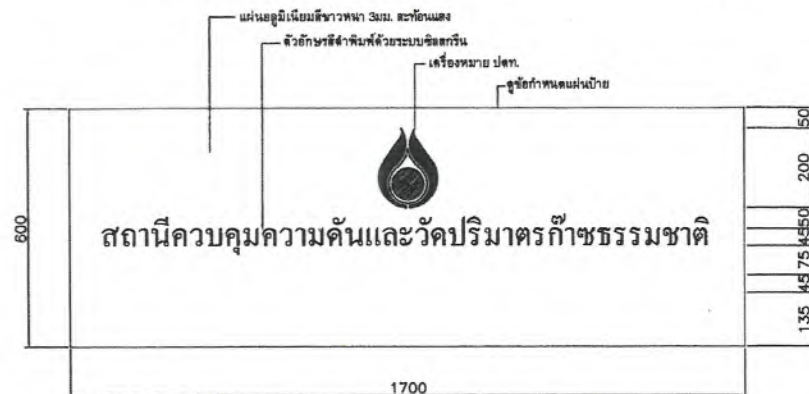 แผ่นอลูมิเนียมสีขาวหนา 3มม. สะท้อนแสง
ตัวอักษรสีดำพิมพ์ด้วยระบบซิลสกรีน
เครื่องหมาย ปตท.
ดูข้อกำหนดแผ่นป้าย
50
200
50
45
75
45
135
600
สถานีควบคุมความดันและวัดปริมาตรก๊าซธรรมชาติ
1700